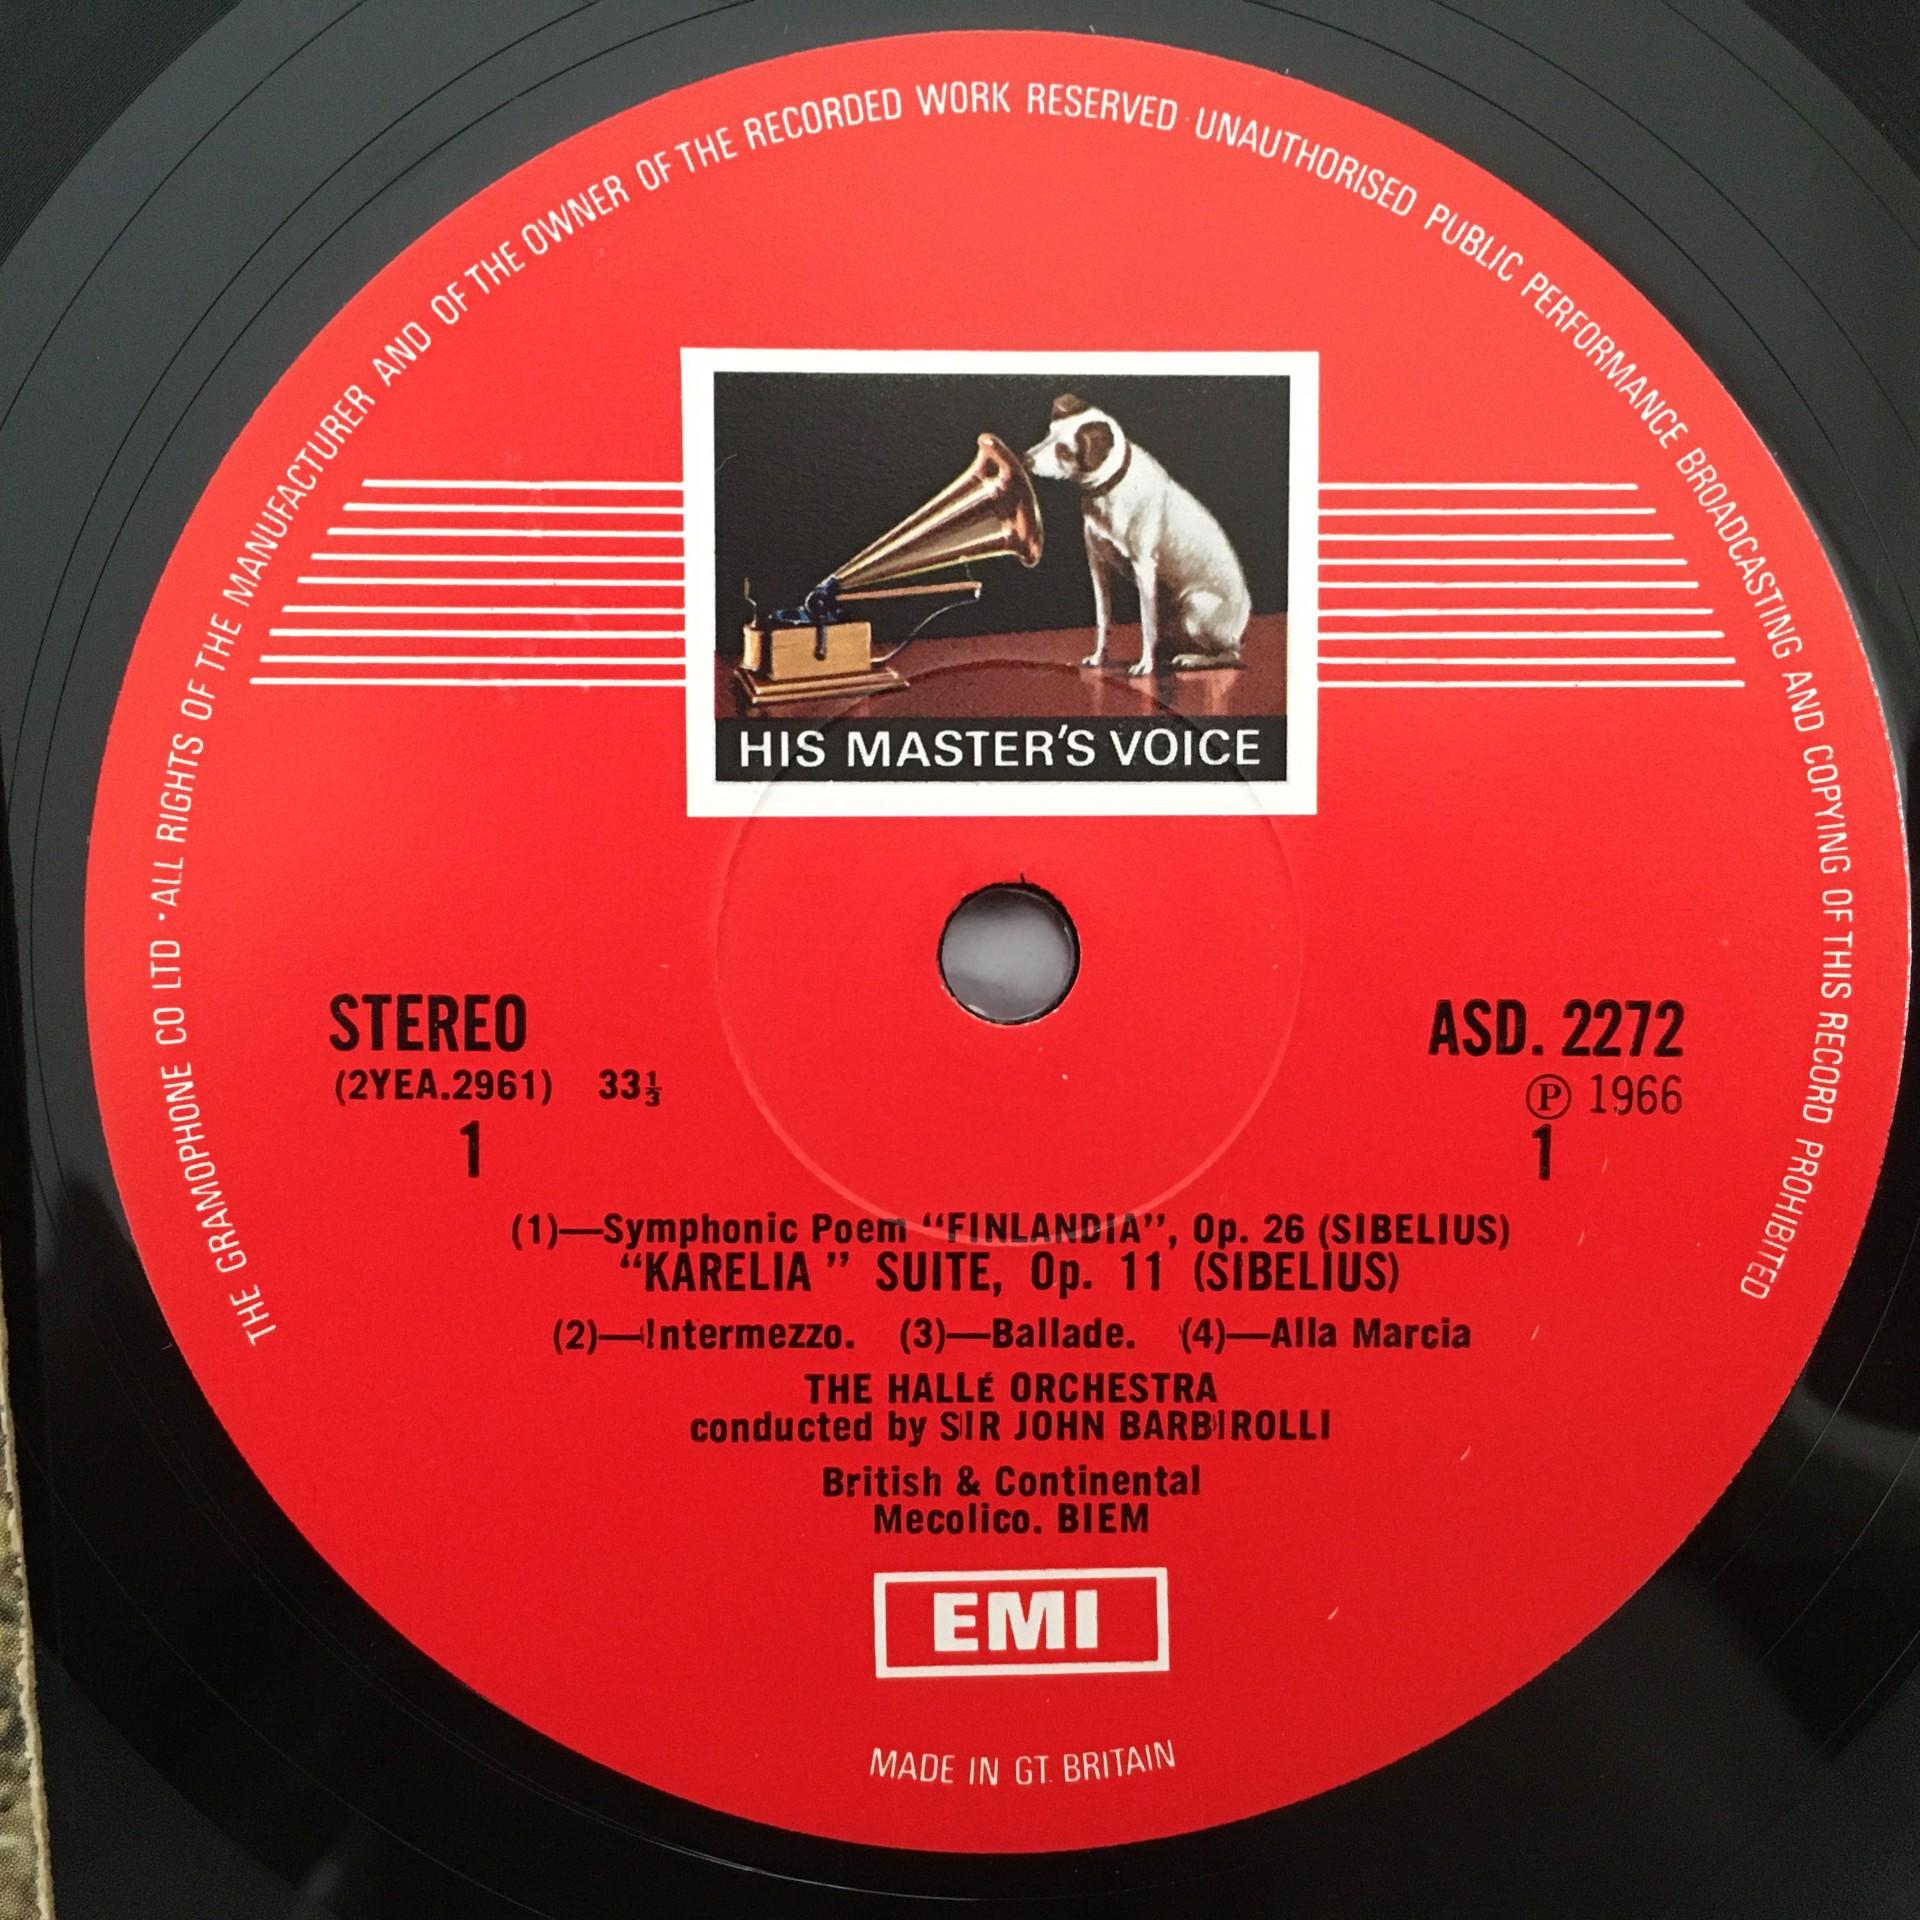 THE GRAMOPHONE CO LTD · ALL RIGHTS OF THE MANUFACTURER AND OF THE OWNER OF THE RECORDED WORK RESERVED · UNAUTHORISED PUBLIC PERFORMANCE BROADCASTING AND COPYING OF THIS RECORD PROHIBITED
HIS MASTER'S VOICE
STEREO
(2YEA.2961) 33⅓
1
ASD. 2272
Ⓟ 1966
1
(1)—Symphonic Poem “FINLANDIA”, Op. 26 (SIBELIUS)
“KARELIA ” SUITE, Op. 11 (SIBELIUS)
(2)—Intermezzo. (3)—Ballade. (4)—Alla Marcia
THE HALLÉ ORCHESTRA
conducted by SIR JOHN BARBIROLLI
British & Continental
Mecolico. BIEM
EMI
MADE IN GT. BRITAIN